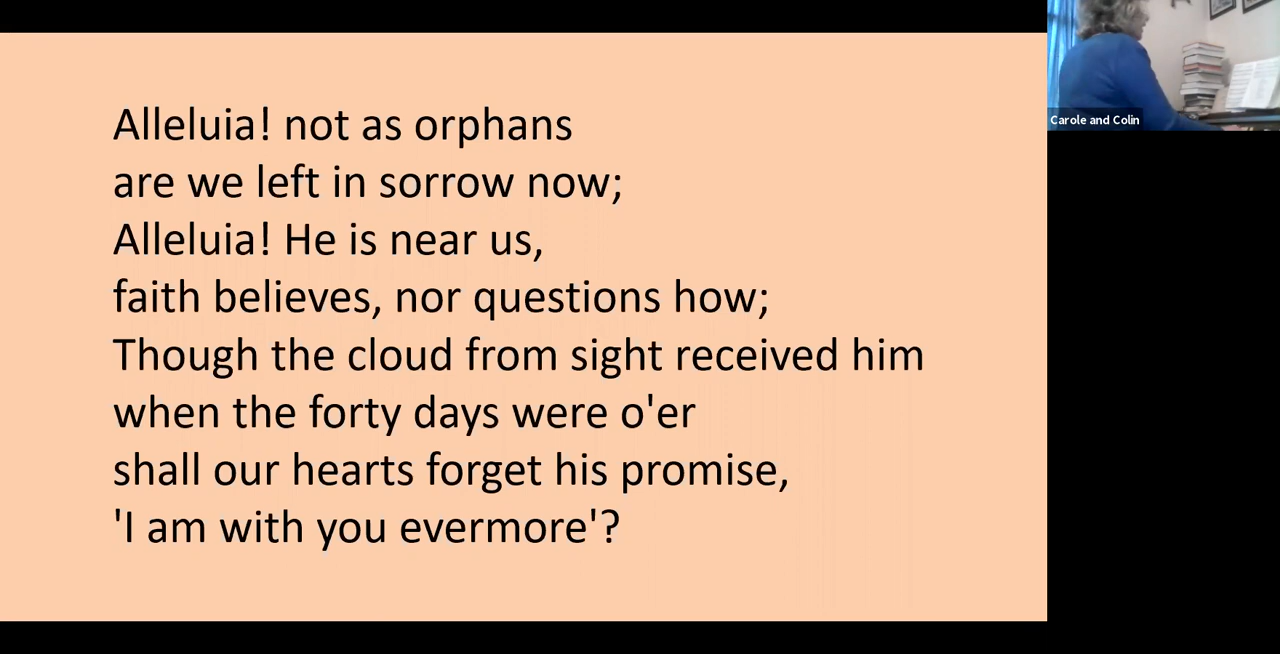 Alleluia! not as orphans
are we left in sorrow now;
Alleluia! He is near us,
faith believes, nor questions how;
Though the cloud from sight received him
when the forty days were o'er
shall our hearts forget his promise,
'I am with you evermore'?
Carole and Colin